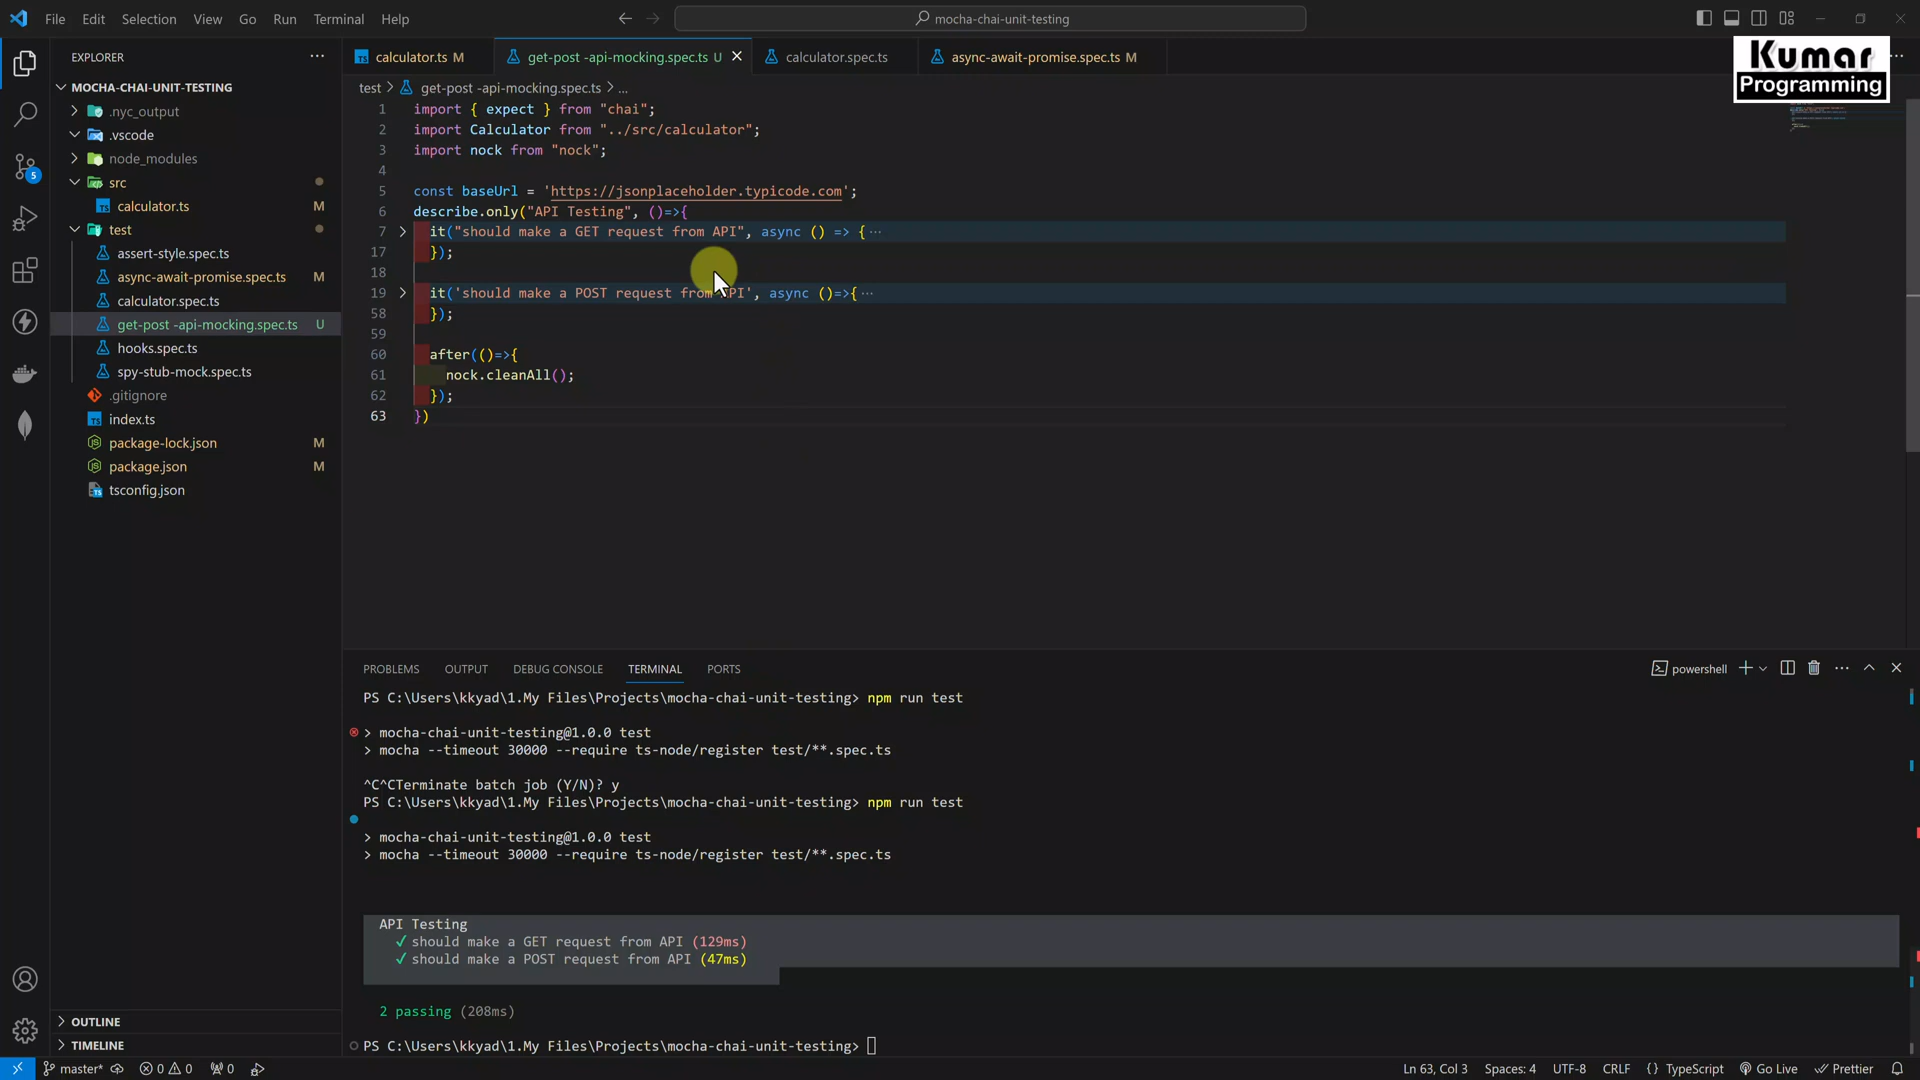 File Edit Selection View Go Run Terminal Help
mocha-chai-unit-testing
Kumar
Programming
EXPLORER
MOCHA-CHAI-UNIT-TESTING
.nyc_output
.vscode
node_modules
src
calculator.ts M
test
assert-style.spec.ts
async-await-promise.spec.ts M
calculator.spec.ts
get-post -api-mocking.spec.ts U
hooks.spec.ts
spy-stub-mock.spec.ts
.gitignore
index.ts
package-lock.json M
package.json M
tsconfig.json
OUTLINE
TIMELINE
5
calculator.ts M get-post -api-mocking.spec.ts U calculator.spec.ts async-await-promise.spec.ts M
test > get-post -api-mocking.spec.ts > ...
1 import { expect } from "chai";
2 import Calculator from "../src/calculator";
3 import nock from "nock";
4
5 const baseUrl = 'https://jsonplaceholder.typicode.com';
6 describe.only("API Testing", ()=>{
7 it("should make a GET request from API", async () => { ...
17 });
18
19 it('should make a POST request from API', async ()=>{ ...
58 });
59
60 after(()=>{
61 nock.cleanAll();
62 });
63 })
PROBLEMS OUTPUT DEBUG CONSOLE TERMINAL PORTS
powershell
PS C:\Users\kkyad\1.My Files\Projects\mocha-chai-unit-testing> npm run test
> mocha-chai-unit-testing@1.0.0 test
> mocha --timeout 30000 --require ts-node/register test/**.spec.ts
^C^CTerminate batch job (Y/N)? y
PS C:\Users\kkyad\1.My Files\Projects\mocha-chai-unit-testing> npm run test
> mocha-chai-unit-testing@1.0.0 test
> mocha --timeout 30000 --require ts-node/register test/**.spec.ts
API Testing
✓ should make a GET request from API (129ms)
✓ should make a POST request from API (47ms)
2 passing (208ms)
PS C:\Users\kkyad\1.My Files\Projects\mocha-chai-unit-testing>
master* 0 0 0 Ln 63, Col 3 Spaces: 4 UTF-8 CRLF {} TypeScript Go Live Prettier